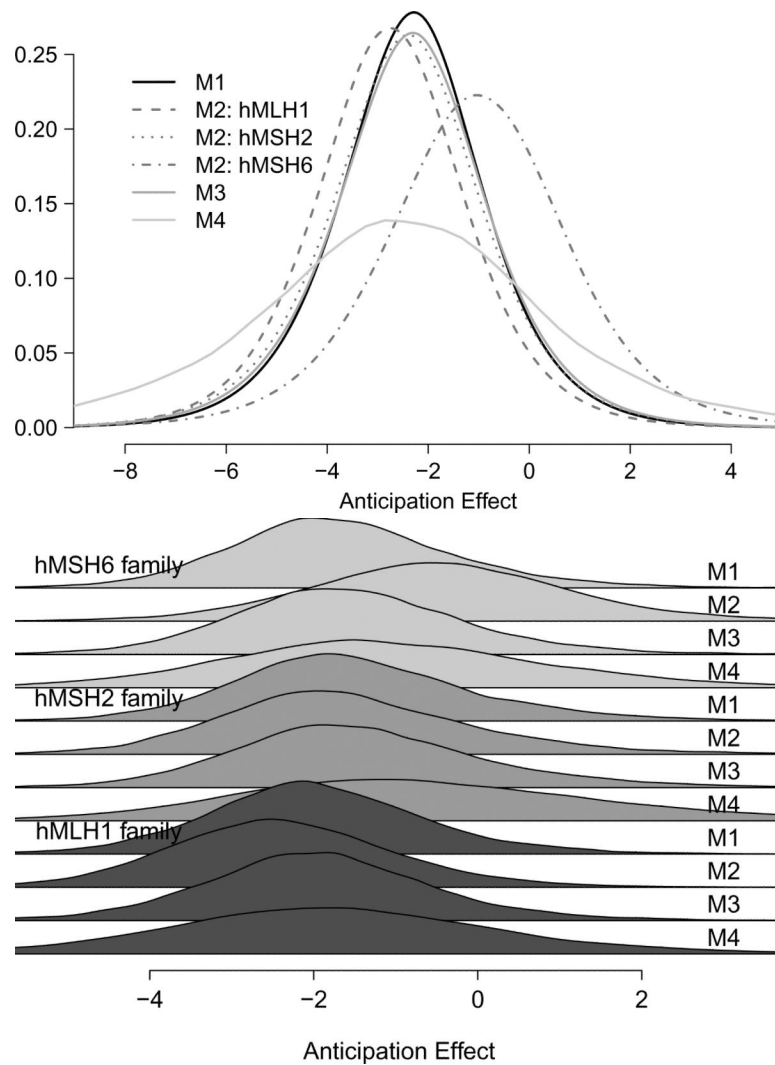 0.25
0.20
0.15
0.10
0.05
0.00
M1
M2: hMLH1
M2: hMSH2
M2: hMSH6
M3
M4
−8 −6 −4 −2 0 2 4
Anticipation Effect
hMSH6 family
M1
M2
M3
M4
hMSH2 family
M1
M2
M3
M4
hMLH1 family
M1
M2
M3
M4
−4 −2 0 2
Anticipation Effect